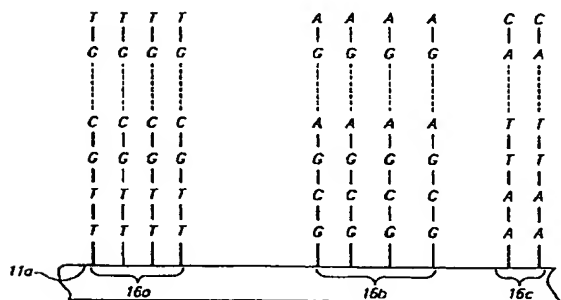 T T T T A A A A C C
G G G G G G G G A A
C C C C A A A A T T
G G G G G G G G T T
T T T T C C C C A A
T T T T G G G G A A
11a 16a 16b 16c